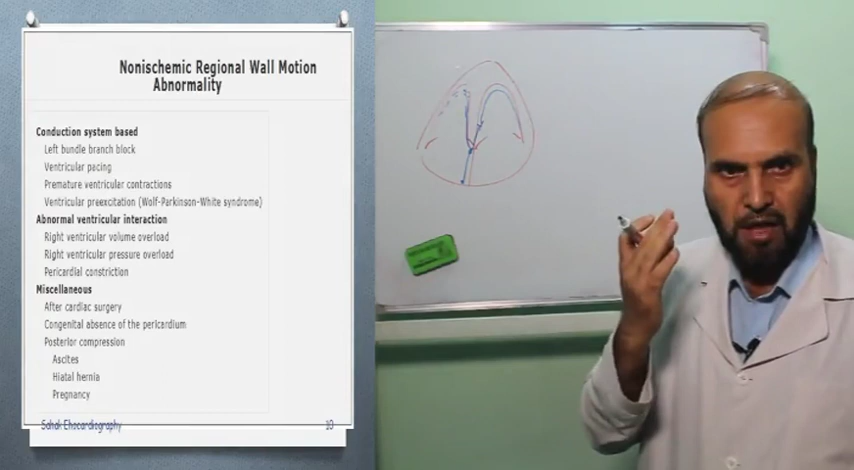 Nonischemic Regional Wall Motion
Abnormality
Conduction system based
Left bundle branch block
Ventricular pacing
Premature ventricular contractions
Ventricular preexcitation (Wolf-Parkinson-White syndrome)
Abnormal ventricular interaction
Right ventricular volume overload
Right ventricular pressure overload
Pericardial constriction
Miscellaneous
After cardiac surgery
Congenital absence of the pericardium
Posterior compression
Ascites
Hiatal hernia
Pregnancy
Sahak Ehocardiography
10